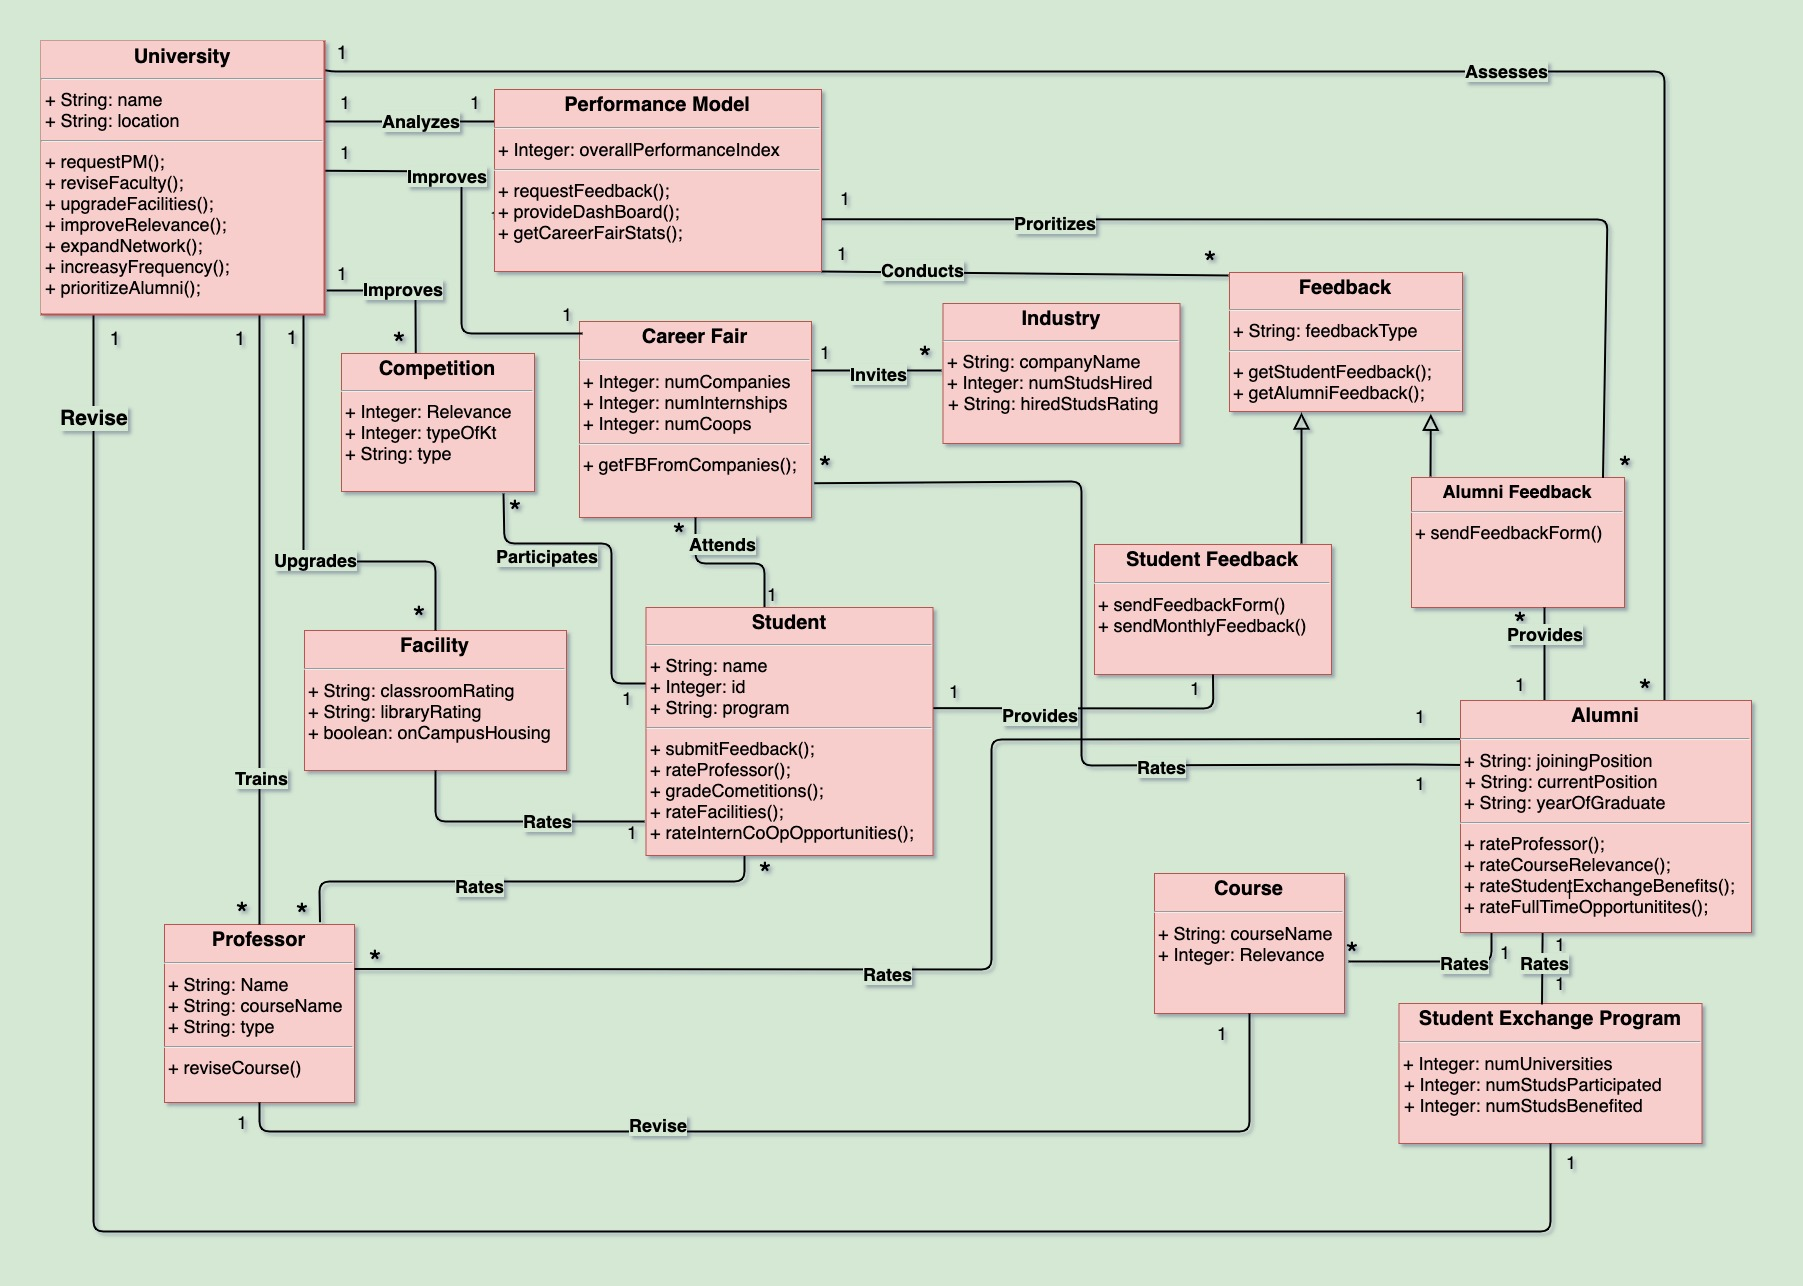 University
+ String: name
+ String: location
+ requestPM();
+ reviseFaculty();
+ upgradeFacilities();
+ improveRelevance();
+ expandNetwork();
+ increasyFrequency();
+ prioritizeAlumni();
1
Assesses
*
1
Analyzes
1
1
Improves
1
1
Improves
*
Performance Model
+ Integer: overallPerformanceIndex
+ requestFeedback();
+ provideDashBoard();
+ getCareerFairStats();
1
Proritizes
*
1
Conducts
*
Feedback
+ String: feedbackType
+ getStudentFeedback();
+ getAlumniFeedback();
Industry
+ String: companyName
+ Integer: numStudsHired
+ String: hiredStudsRating
Career Fair
+ Integer: numCompanies
+ Integer: numInternships
+ Integer: numCoops
+ getFBFromCompanies();
1
Invites
*
*
Competition
+ Integer: Relevance
+ Integer: typeOfKt
+ String: type
1
Revise
1
1
Upgrades
*
*
Participates
1
*
Attends
1
Alumni Feedback
+ sendFeedbackForm()
*
Provides
1
Student Feedback
+ sendFeedbackForm()
+ sendMonthlyFeedback()
1
Provides
1
Facility
+ String: classroomRating
+ String: libraryRating
+ boolean: onCampusHousing
Student
+ String: name
+ Integer: id
+ String: program
+ submitFeedback();
+ rateProfessor();
+ gradeCometitions();
+ rateFacilities();
+ rateInternCoOpOpportunities();
Trains
Rates
1
Rates
*
*
*
1
Rates
1
Alumni
+ String: joiningPosition
+ String: currentPosition
+ String: yearOfGraduate
+ rateProfessor();
+ rateCourseRelevance();
+ rateStudentExchangeBenefits();
+ rateFullTimeOpportunitites();
Professor
+ String: Name
+ String: courseName
+ String: type
+ reviseCourse()
*
Rates
Course
+ String: courseName
+ Integer: Relevance
*
Rates
1
1
Rates
1
Student Exchange Program
+ Integer: numUniversities
+ Integer: numStudsParticipated
+ Integer: numStudsBenefited
1
Revise
1
1